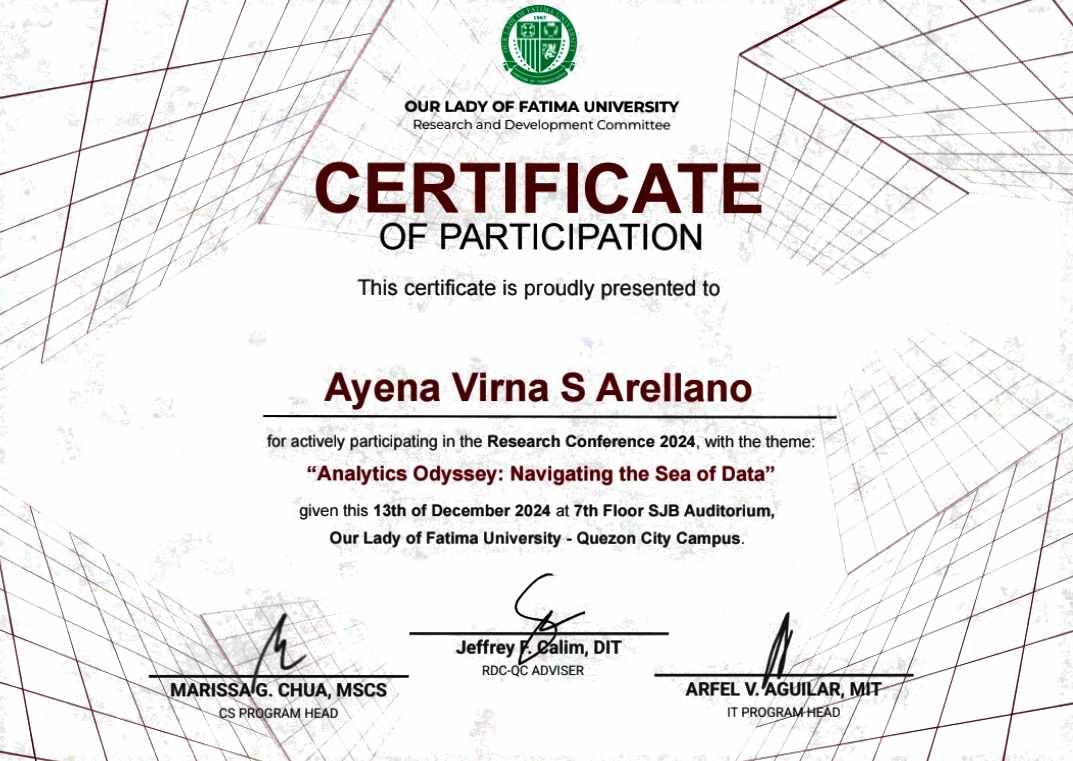 1967
OUR LADY OF FATIMA UNIVERSITY
Research and Development Committee
CERTIFICATE
OF PARTICIPATION
This certificate is proudly presented to
Ayena Virna S Arellano
for actively participating in the Research Conference 2024, with the theme:
“Analytics Odyssey: Navigating the Sea of Data”
given this 13th of December 2024 at 7th Floor SJB Auditorium,
Our Lady of Fatima University - Quezon City Campus.
Jeffrey F. Calim, DIT
RDC-QC ADVISER
MARISSA G. CHUA, MSCS
CS PROGRAM HEAD
ARFEL V. AGUILAR, MIT
IT PROGRAM HEAD